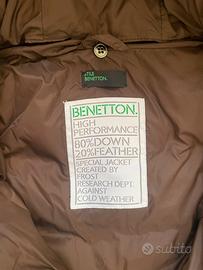 STILE
BENETTON.
BENETTON.
HIGH
PERFORMANCE
80%DOWN
20%FEATHER
SPECIAL JACKET
CREATED BY
FROST
RESEARCH DEPT.
AGAINST
COLD WEATHER
subito